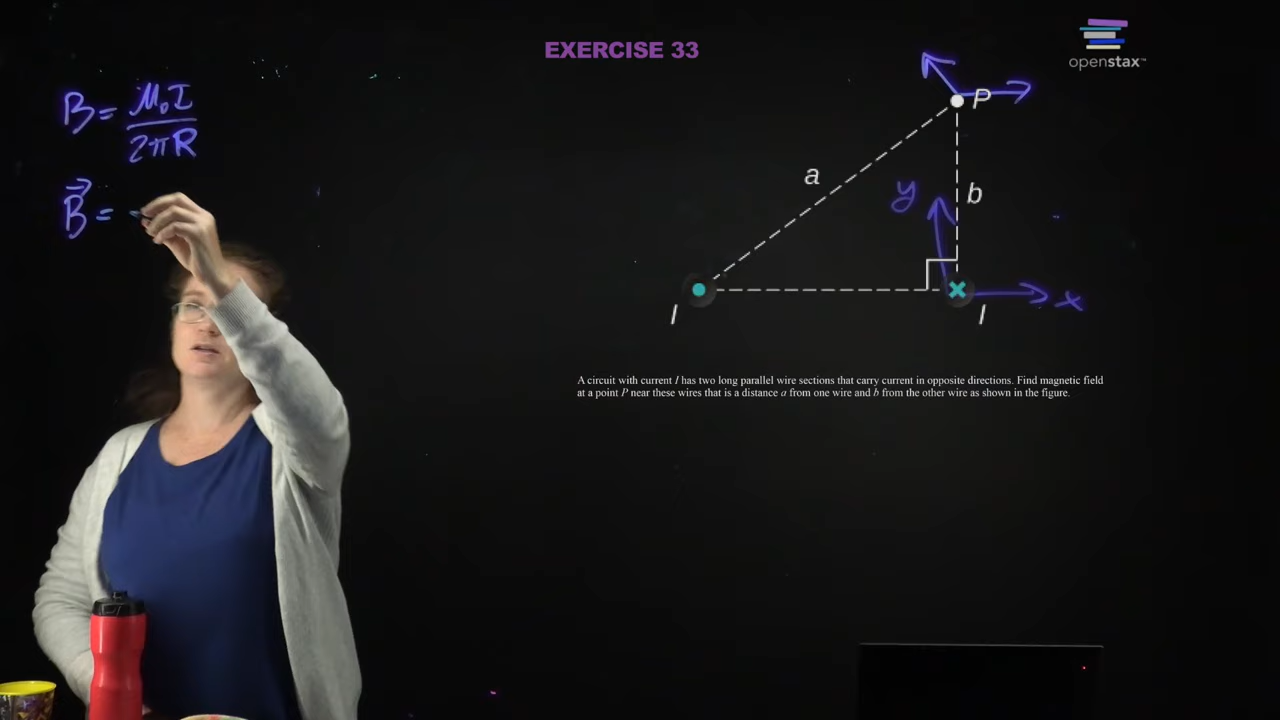 EXERCISE 33
openstax™
B = μ₀I / 2πR
B⃗ =
P
a
b
y
x
I
I
A circuit with current I has two long parallel wire sections that carry current in opposite directions. Find magnetic field
at a point P near these wires that is a distance a from one wire and b from the other wire as shown in the figure.